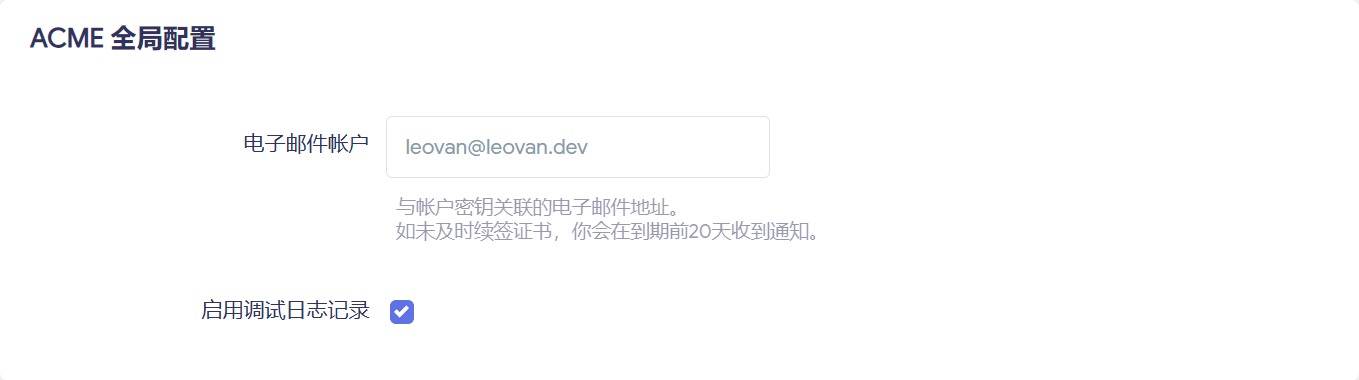 ACME 全局配置
电子邮件帐户
leovan@leovan.dev
与帐户密钥关联的电子邮件地址。
如未及时续签证书，你会在到期前20天收到通知。
启用调试日志记录